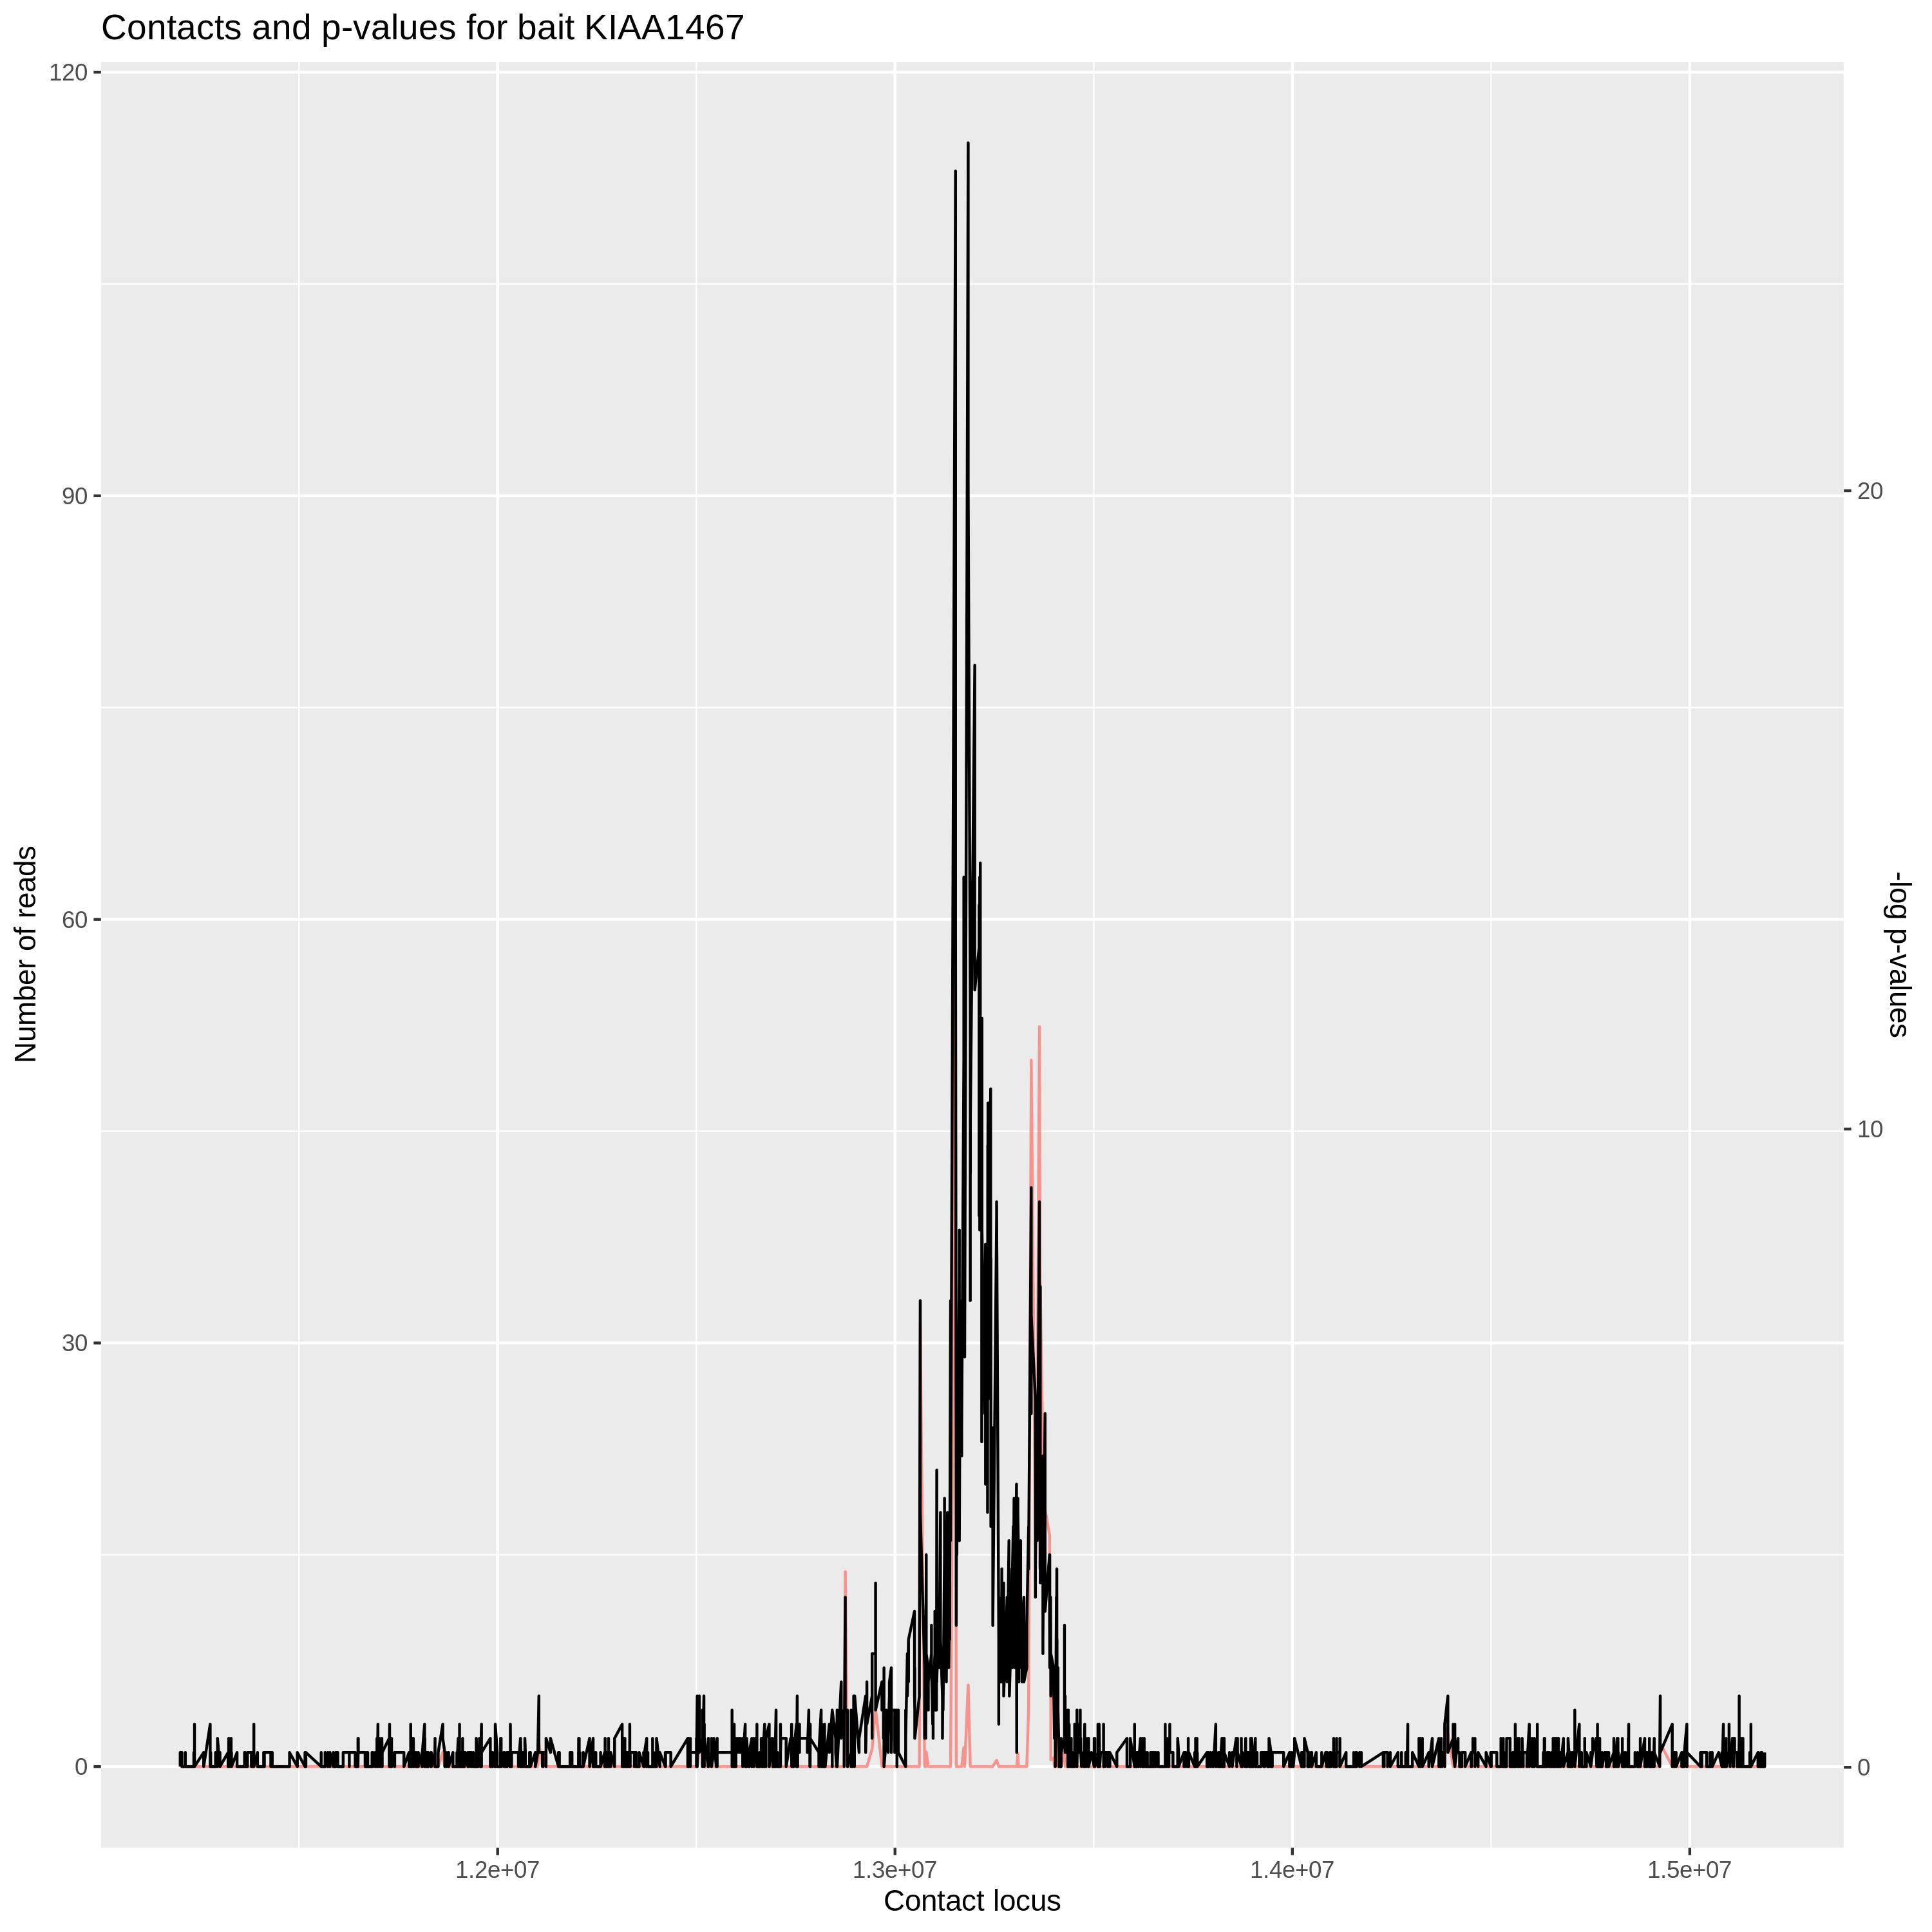 Contacts and p-values for bait KIAA1467
120
90
60
30
0
Number of reads
20
10
0
-log p-values
1.2e+07
1.3e+07
1.4e+07
1.5e+07
Contact locus